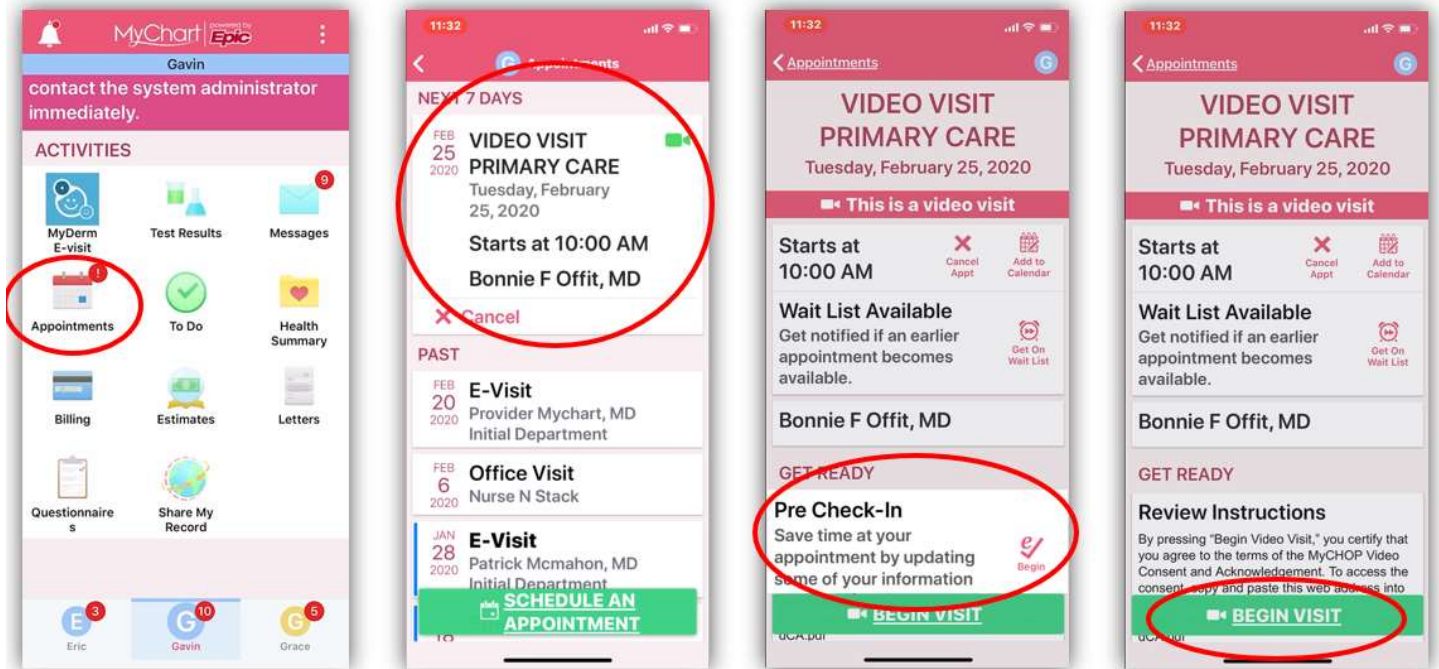 MyChart powered by Epic
Gavin
contact the system administrator
immediately.
ACTIVITIES
MyDerm
E-visit
Test Results
9
Messages
!
Appointments
To Do
Health
Summary
Billing
Estimates
Letters
Questionnaire
s
Share My
Record
E
3
Eric
G
10
Gavin
G
5
Grace
11:32
G Appointments
NEXT 7 DAYS
FEB
25
2020
VIDEO VISIT
PRIMARY CARE
Tuesday, February
25, 2020
Starts at 10:00 AM
Bonnie F Offit, MD
Cancel
PAST
FEB
20
2020
E-Visit
Provider Mychart, MD
Initial Department
FEB
6
2020
Office Visit
Nurse N Stack
JAN
28
2020
E-Visit
Patrick Mcmahon, MD
Initial Department
SCHEDULE AN
APPOINTMENT
11:32
Appointments
G
VIDEO VISIT
PRIMARY CARE
Tuesday, February 25, 2020
This is a video visit
Starts at
10:00 AM
Cancel
Appt
Add to
Calendar
Wait List Available
Get notified if an earlier
appointment becomes
available.
Get On
Wait List
Bonnie F Offit, MD
GET READY
Pre Check-In
Save time at your
appointment by updating
some of your information
Begin
BEGIN VISIT
11:32
Appointments
G
VIDEO VISIT
PRIMARY CARE
Tuesday, February 25, 2020
This is a video visit
Starts at
10:00 AM
Cancel
Appt
Add to
Calendar
Wait List Available
Get notified if an earlier
appointment becomes
available.
Get On
Wait List
Bonnie F Offit, MD
GET READY
Review Instructions
By pressing "Begin Video Visit," you certify that
you agree to the terms of the MyCHOP Video
Consent and Acknowledgement. To access the
consent, copy and paste this web address into
BEGIN VISIT